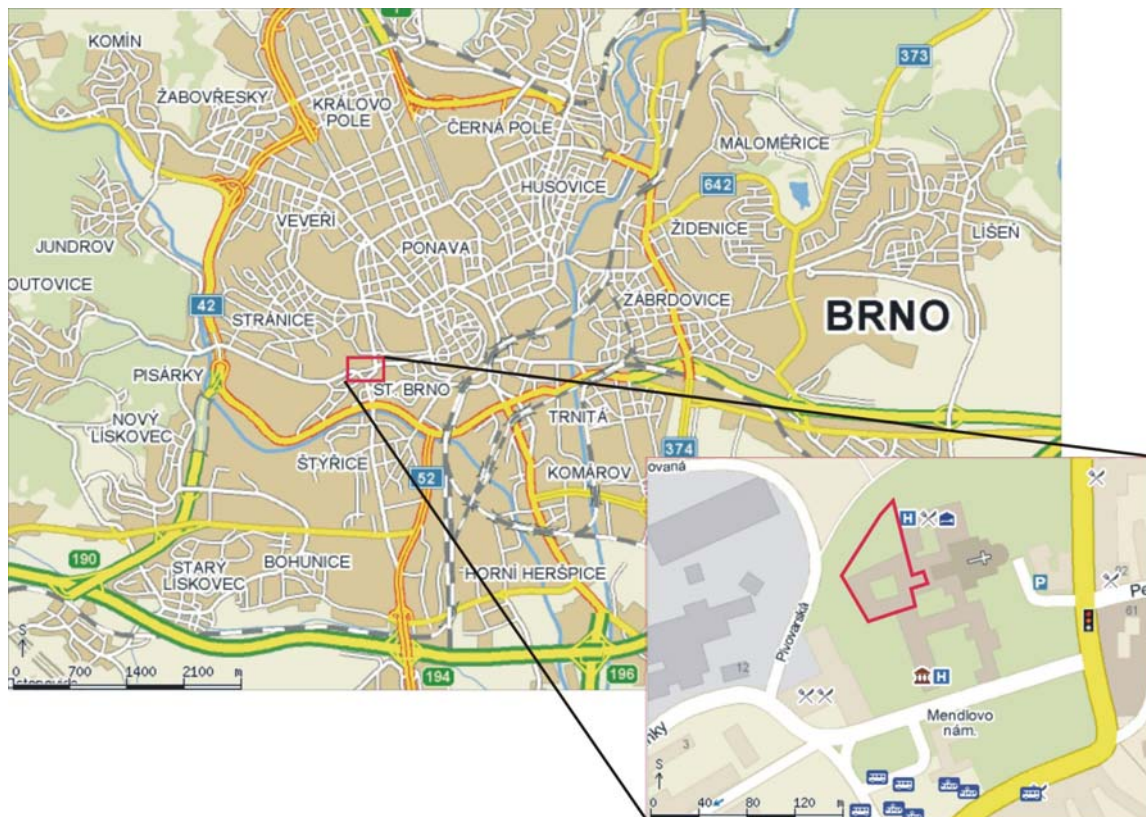 1
KOMÍN
373
ŽABOVŘESKY
KRÁLOVO
POLE
ČERNÁ POLE
MALOMĚŘICE
HUSOVICE
642
VEVEŘÍ
ŽIDENICE
LÍŠEŇ
JUNDROV
PONAVA
OUTOVICE
ZÁBRDOVICE
42
STRÁNICE
BRNO
PISÁRKY
ST. BRNO
NOVÝ
LÍSKOVEC
TRNITÁ
ŠTÝŘICE
374
52
KOMÁROV
ovaná
190
STARÝ
LÍSKOVEC
BOHUNICE
HORNÍ HERŠPICE
H
P
Pe
61
Pivovarská
12
S
0 700 1400 2100 m
194
196
H
Mendlovo
nám.
nky
3
S
0 40 80 120 m